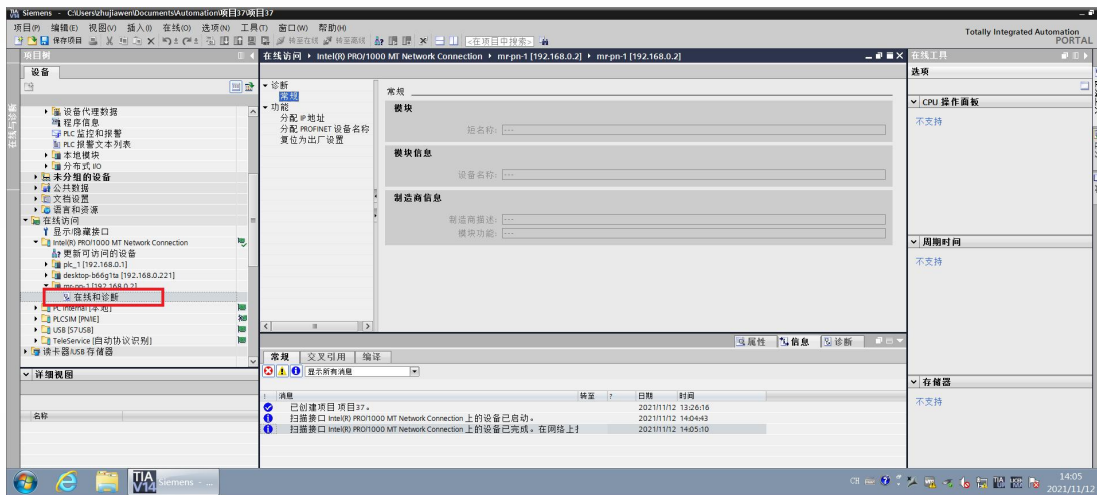 Siemens - C:\Users\zhujiawen\Documents\Automation\项目37\项目37
项目(P) 编辑(E) 视图(V) 插入(I) 在线(O) 选项(N) 工具(T) 窗口(W) 帮助(H)
保存项目 转至在线 转至离线 <在项目中搜索>
Totally Integrated Automation
PORTAL
项目树
设备
设备代理数据
程序信息
PLC 监控和报警
PLC 报警文本列表
本地模块
分布式 I/O
未分组的设备
公共数据
文档设置
语言和资源
在线访问
显示/隐藏接口
Intel(R) PRO/1000 MT Network Connection
更新可访问的设备
plc_1 [192.168.0.1]
desktop-b66g1ta [192.168.0.221]
mr-pn-1 [192.168.0.2]
在线和诊断
PC internal [本地]
PLCSIM [PN/IE]
USB [S7USB]
TeleService [自动协议识别]
读卡器/USB 存储器
详细视图
名称
在线与诊
在线访问 Intel(R) PRO/1000 MT Network Connection mr-pn-1 [192.168.0.2] mr-pn-1 [192.168.0.2]
诊断
常规
功能
分配 IP 地址
分配 PROFINET 设备名称
复位为出厂设置
常规
模块
短名称: ---
模块信息
设备名称: ---
制造商信息
制造商描述: ---
模块功能: ---
属性 信息 诊断
常规 交叉引用 编译
显示所有消息
! 消息 转至 ? 日期 时间
已创建项目 项目37。 2021/11/12 13:26:16
扫描接口 Intel(R) PRO/1000 MT Network Connection 上的设备已启动。 2021/11/12 14:04:43
扫描接口 Intel(R) PRO/1000 MT Network Connection 上的设备已完成。在网络上 2021/11/12 14:05:10
在线工具
选项
CPU 操作面板
不支持
周期时间
不支持
存储器
不支持
TIA V14 Siemens - ...
CH
14:05
2021/11/12